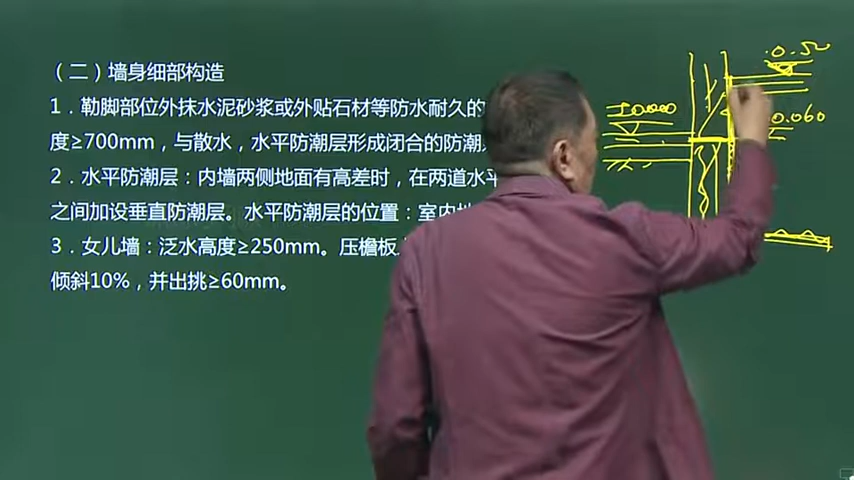 （二）墙身细部构造
1．勒脚部位外抹水泥砂浆或外贴石材等防水耐久的
度≥700mm，与散水，水平防潮层形成闭合的防潮
2．水平防潮层：内墙两侧地面有高差时，在两道水平
之间加设垂直防潮层。水平防潮层的位置：室内地
3．女儿墙：泛水高度≥250mm。压檐板
倾斜10%，并出挑≥60mm。
0.50
±0.000
0.060